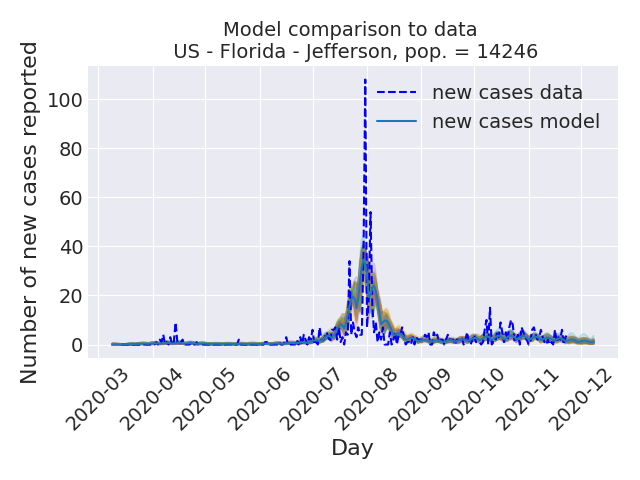 Model comparison to data
US - Florida - Jefferson, pop. = 14246
Number of new cases reported
100
80
60
40
20
0
new cases data
new cases model
2020-03
2020-04
2020-05
2020-06
2020-07
2020-08
2020-09
2020-10
2020-11
2020-12
Day